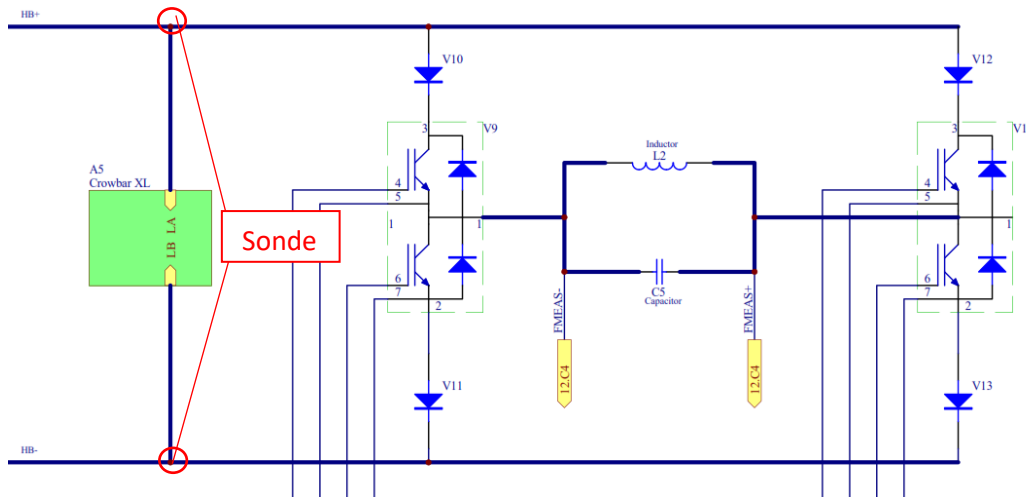 HB+
V10
V12
3
V9
3
V1
Inductor
L2
A5
Crowbar XL
4
5
4
5
LA
LB
Sonde
1
1
1
6
7
6
7
C5
Capacitor
2
2
FMEAS-
FMEAS+
12.C4
12.C4
V11
V13
HB-